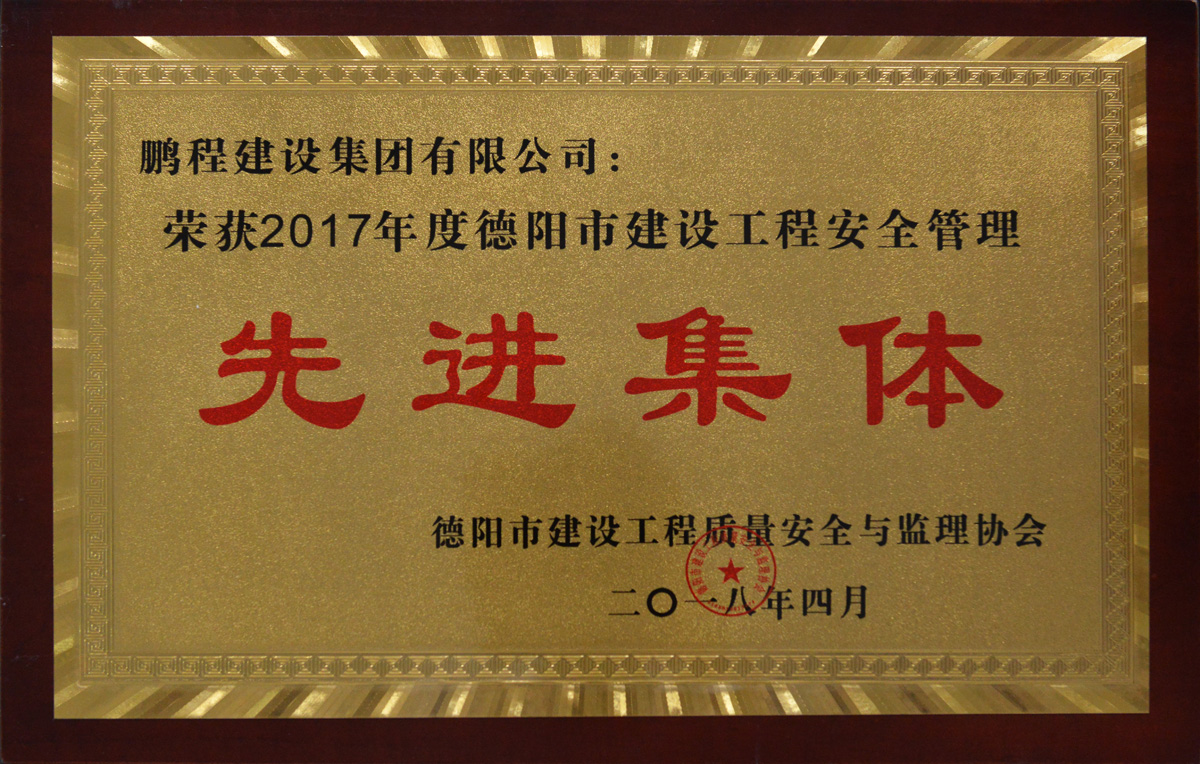 鹏程建设集团有限公司：
荣获2017年度德阳市建设工程安全管理
先进集体
德阳市建设工程质量安全与监理协会
二〇一八年四月